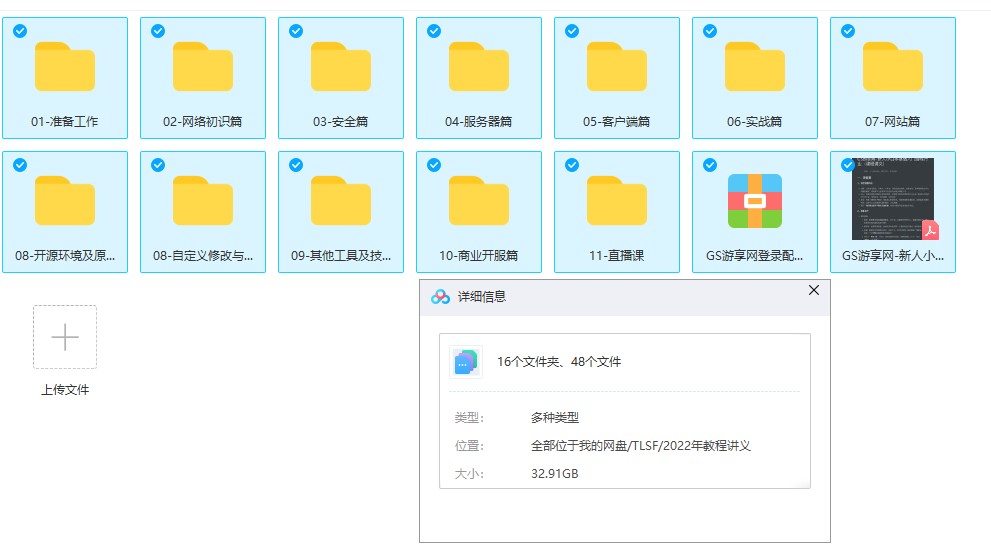 01-准备工作
02-网络初识篇
03-安全篇
04-服务器篇
05-客户端篇
06-实战篇
07-网站篇
08-开源环境及原...
08-自定义修改与...
09-其他工具及技...
10-商业开服篇
11-直播课
GS游享网登录配...
GS游享网-新人小...
上传文件
详细信息
16个文件夹、48个文件
类型: 多种类型
位置: 全部位于我的网盘/TLSF/2022年教程讲义
大小: 32.91GB